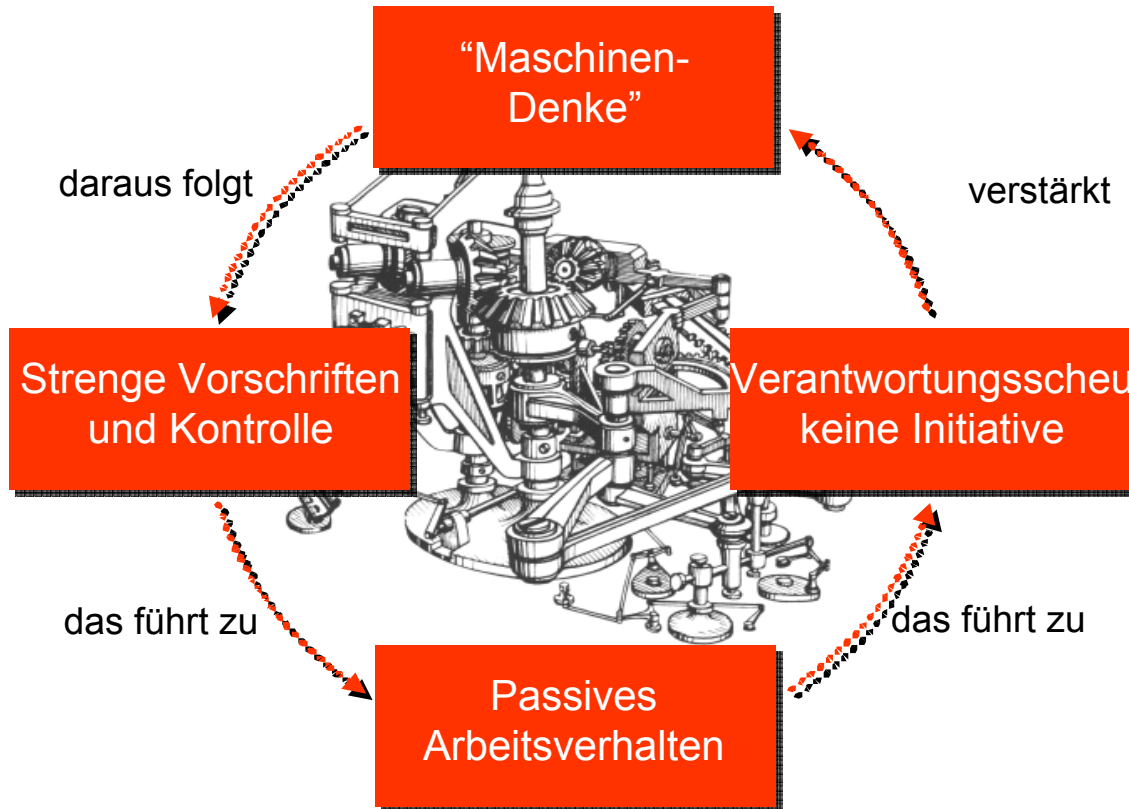 “Maschinen-
Denke”
daraus folgt
verstärkt
Strenge Vorschriften
und Kontrolle
Verantwortungsscheu
keine Initiative
das führt zu
das führt zu
Passives
Arbeitsverhalten